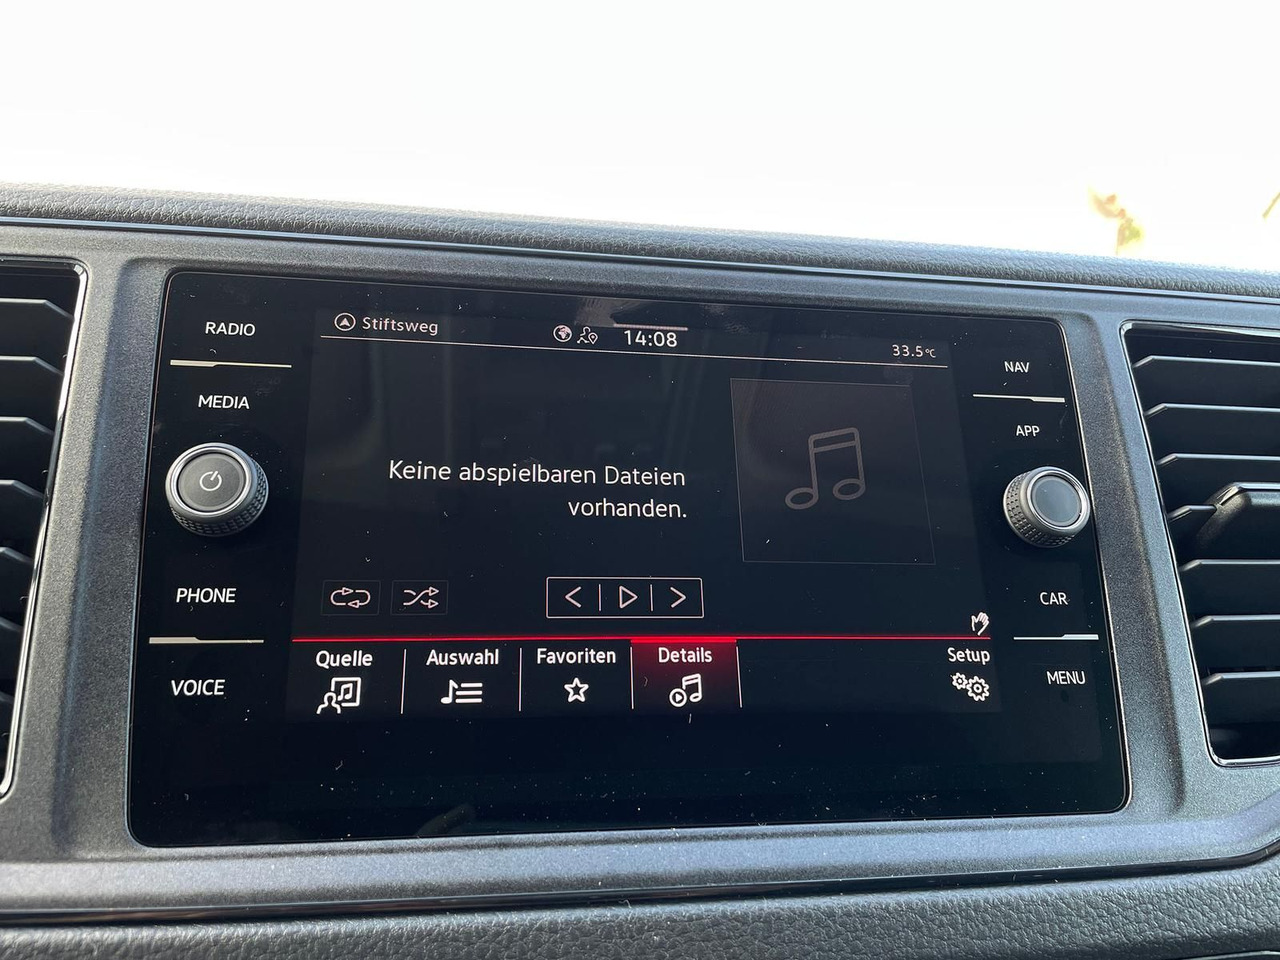 RADIO
MEDIA
PHONE
VOICE
Stiftsweg
14:08
33.5°C
Keine abspielbaren Dateien
vorhanden.
Quelle
Auswahl
Favoriten
Details
Setup
NAV
APP
CAR
MENU